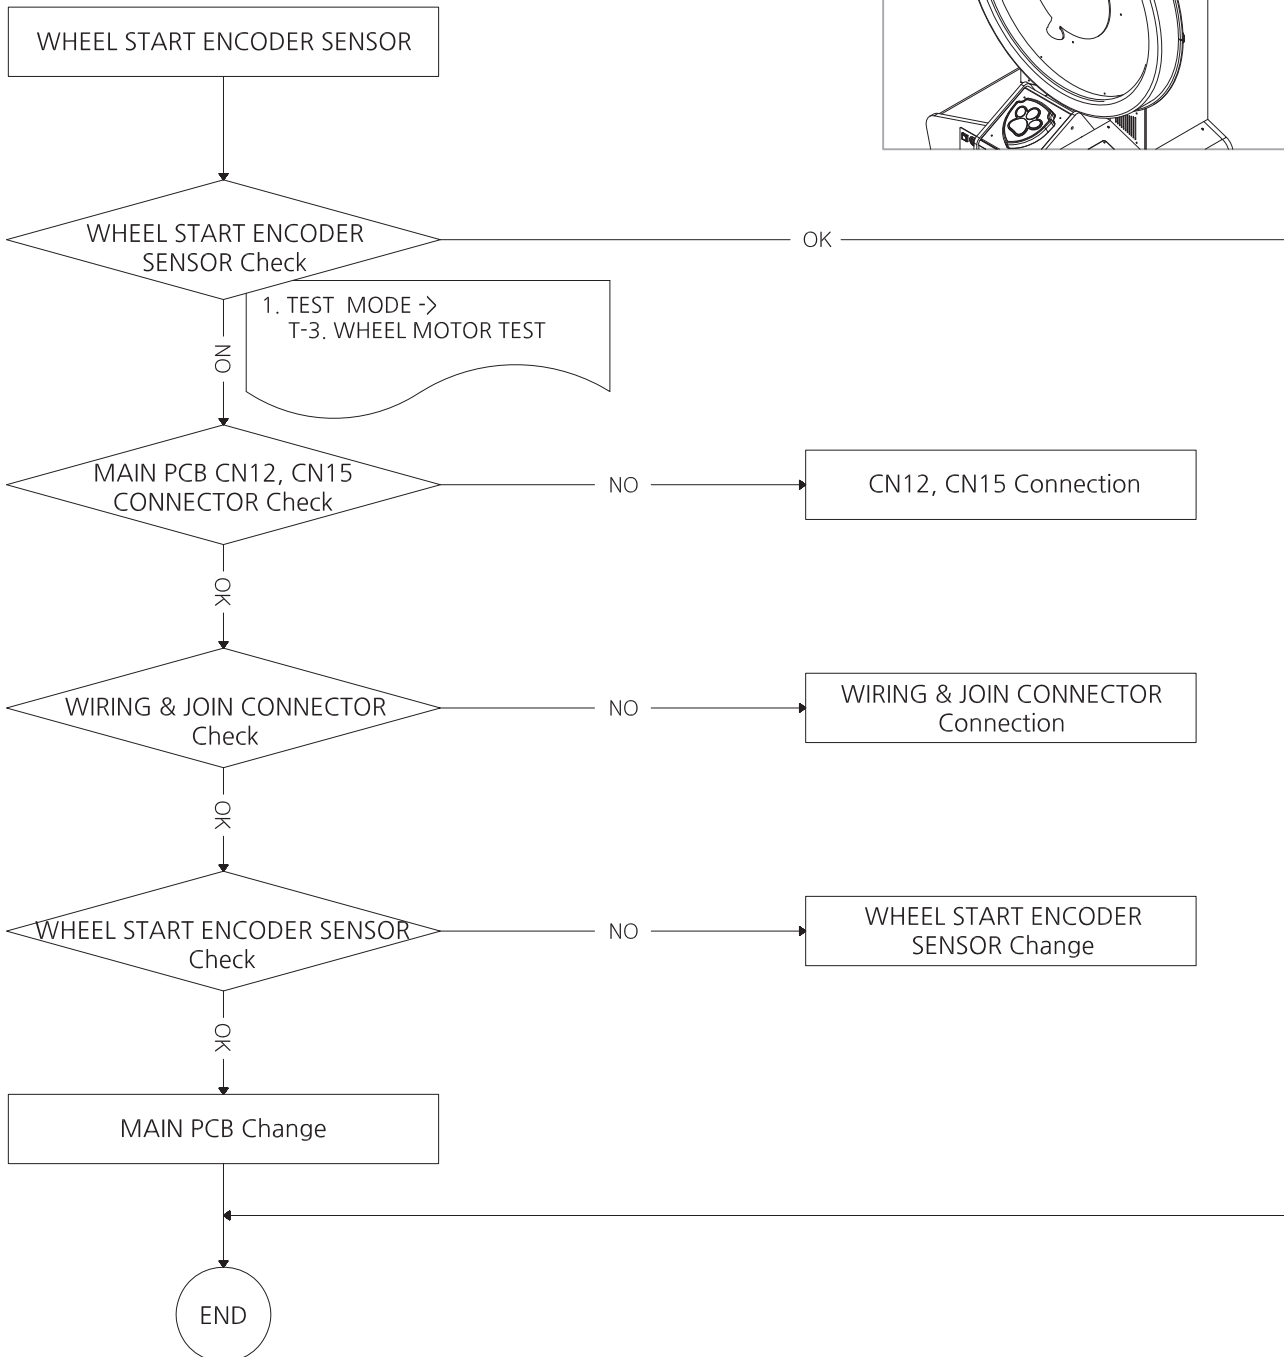 WHEEL START ENCODER SENSOR
WHEEL START ENCODER
SENSOR Check
OK
1. TEST MODE ->
T-3. WHEEL MOTOR TEST
NO
MAIN PCB CN12, CN15
CONNECTOR Check
NO
CN12, CN15 Connection
OK
WIRING & JOIN CONNECTOR
Check
NO
WIRING & JOIN CONNECTOR
Connection
OK
WHEEL START ENCODER SENSOR
Check
NO
WHEEL START ENCODER
SENSOR Change
OK
MAIN PCB Change
END